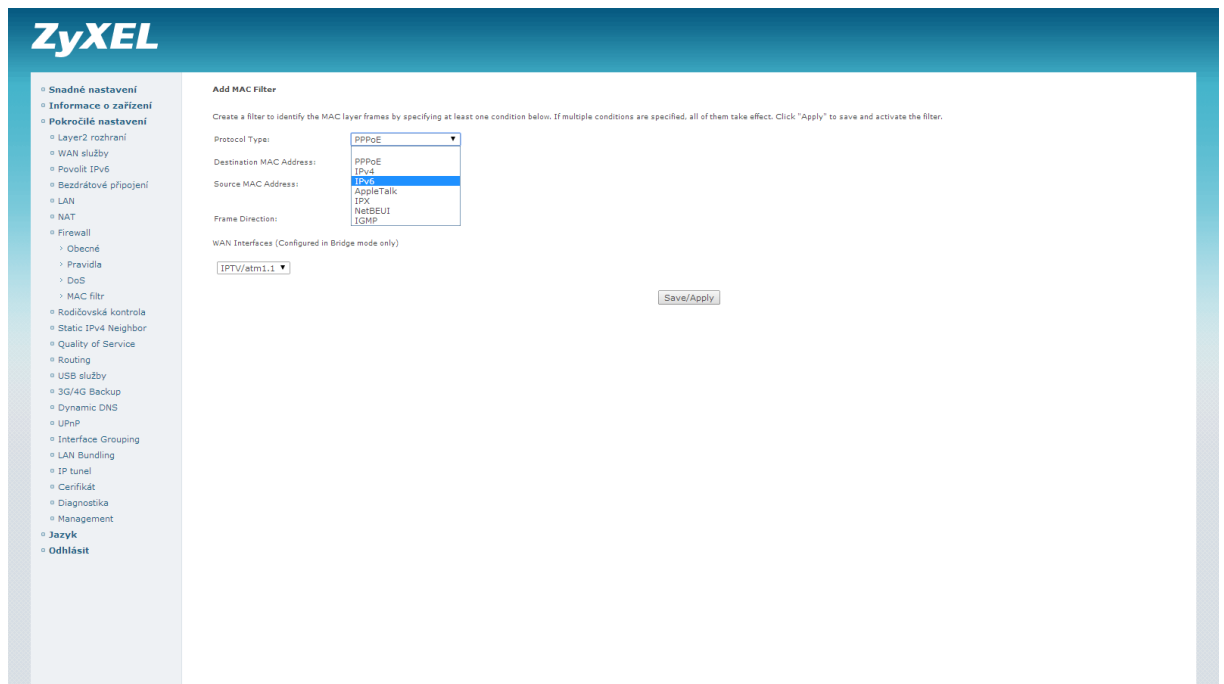 ZyXEL
Snadné nastavení
Informace o zařízení
Pokročilé nastavení
Layer2 rozhraní
WAN služby
Povolit IPv6
Bezdrátové připojení
LAN
NAT
Firewall
> Obecné
> Pravidla
> DoS
> MAC filtr
Rodičovská kontrola
Static IPv4 Neighbor
Quality of Service
Routing
USB služby
3G/4G Backup
Dynamic DNS
UPnP
Interface Grouping
LAN Bundling
IP tunel
Cerifikát
Diagnostika
Management
Jazyk
Odhlásit
Add MAC Filter
Create a filter to identify the MAC layer frames by specifying at least one condition below. If multiple conditions are specified, all of them take effect. Click "Apply" to save and activate the filter.
Protocol Type: PPPoE
Destination MAC Address:
Source MAC Address:
Frame Direction:
PPPoE
IPv4
IPv6
AppleTalk
IPX
NetBEUI
IGMP
WAN Interfaces (Configured in Bridge mode only)
IPTV/atm1.1
Save/Apply